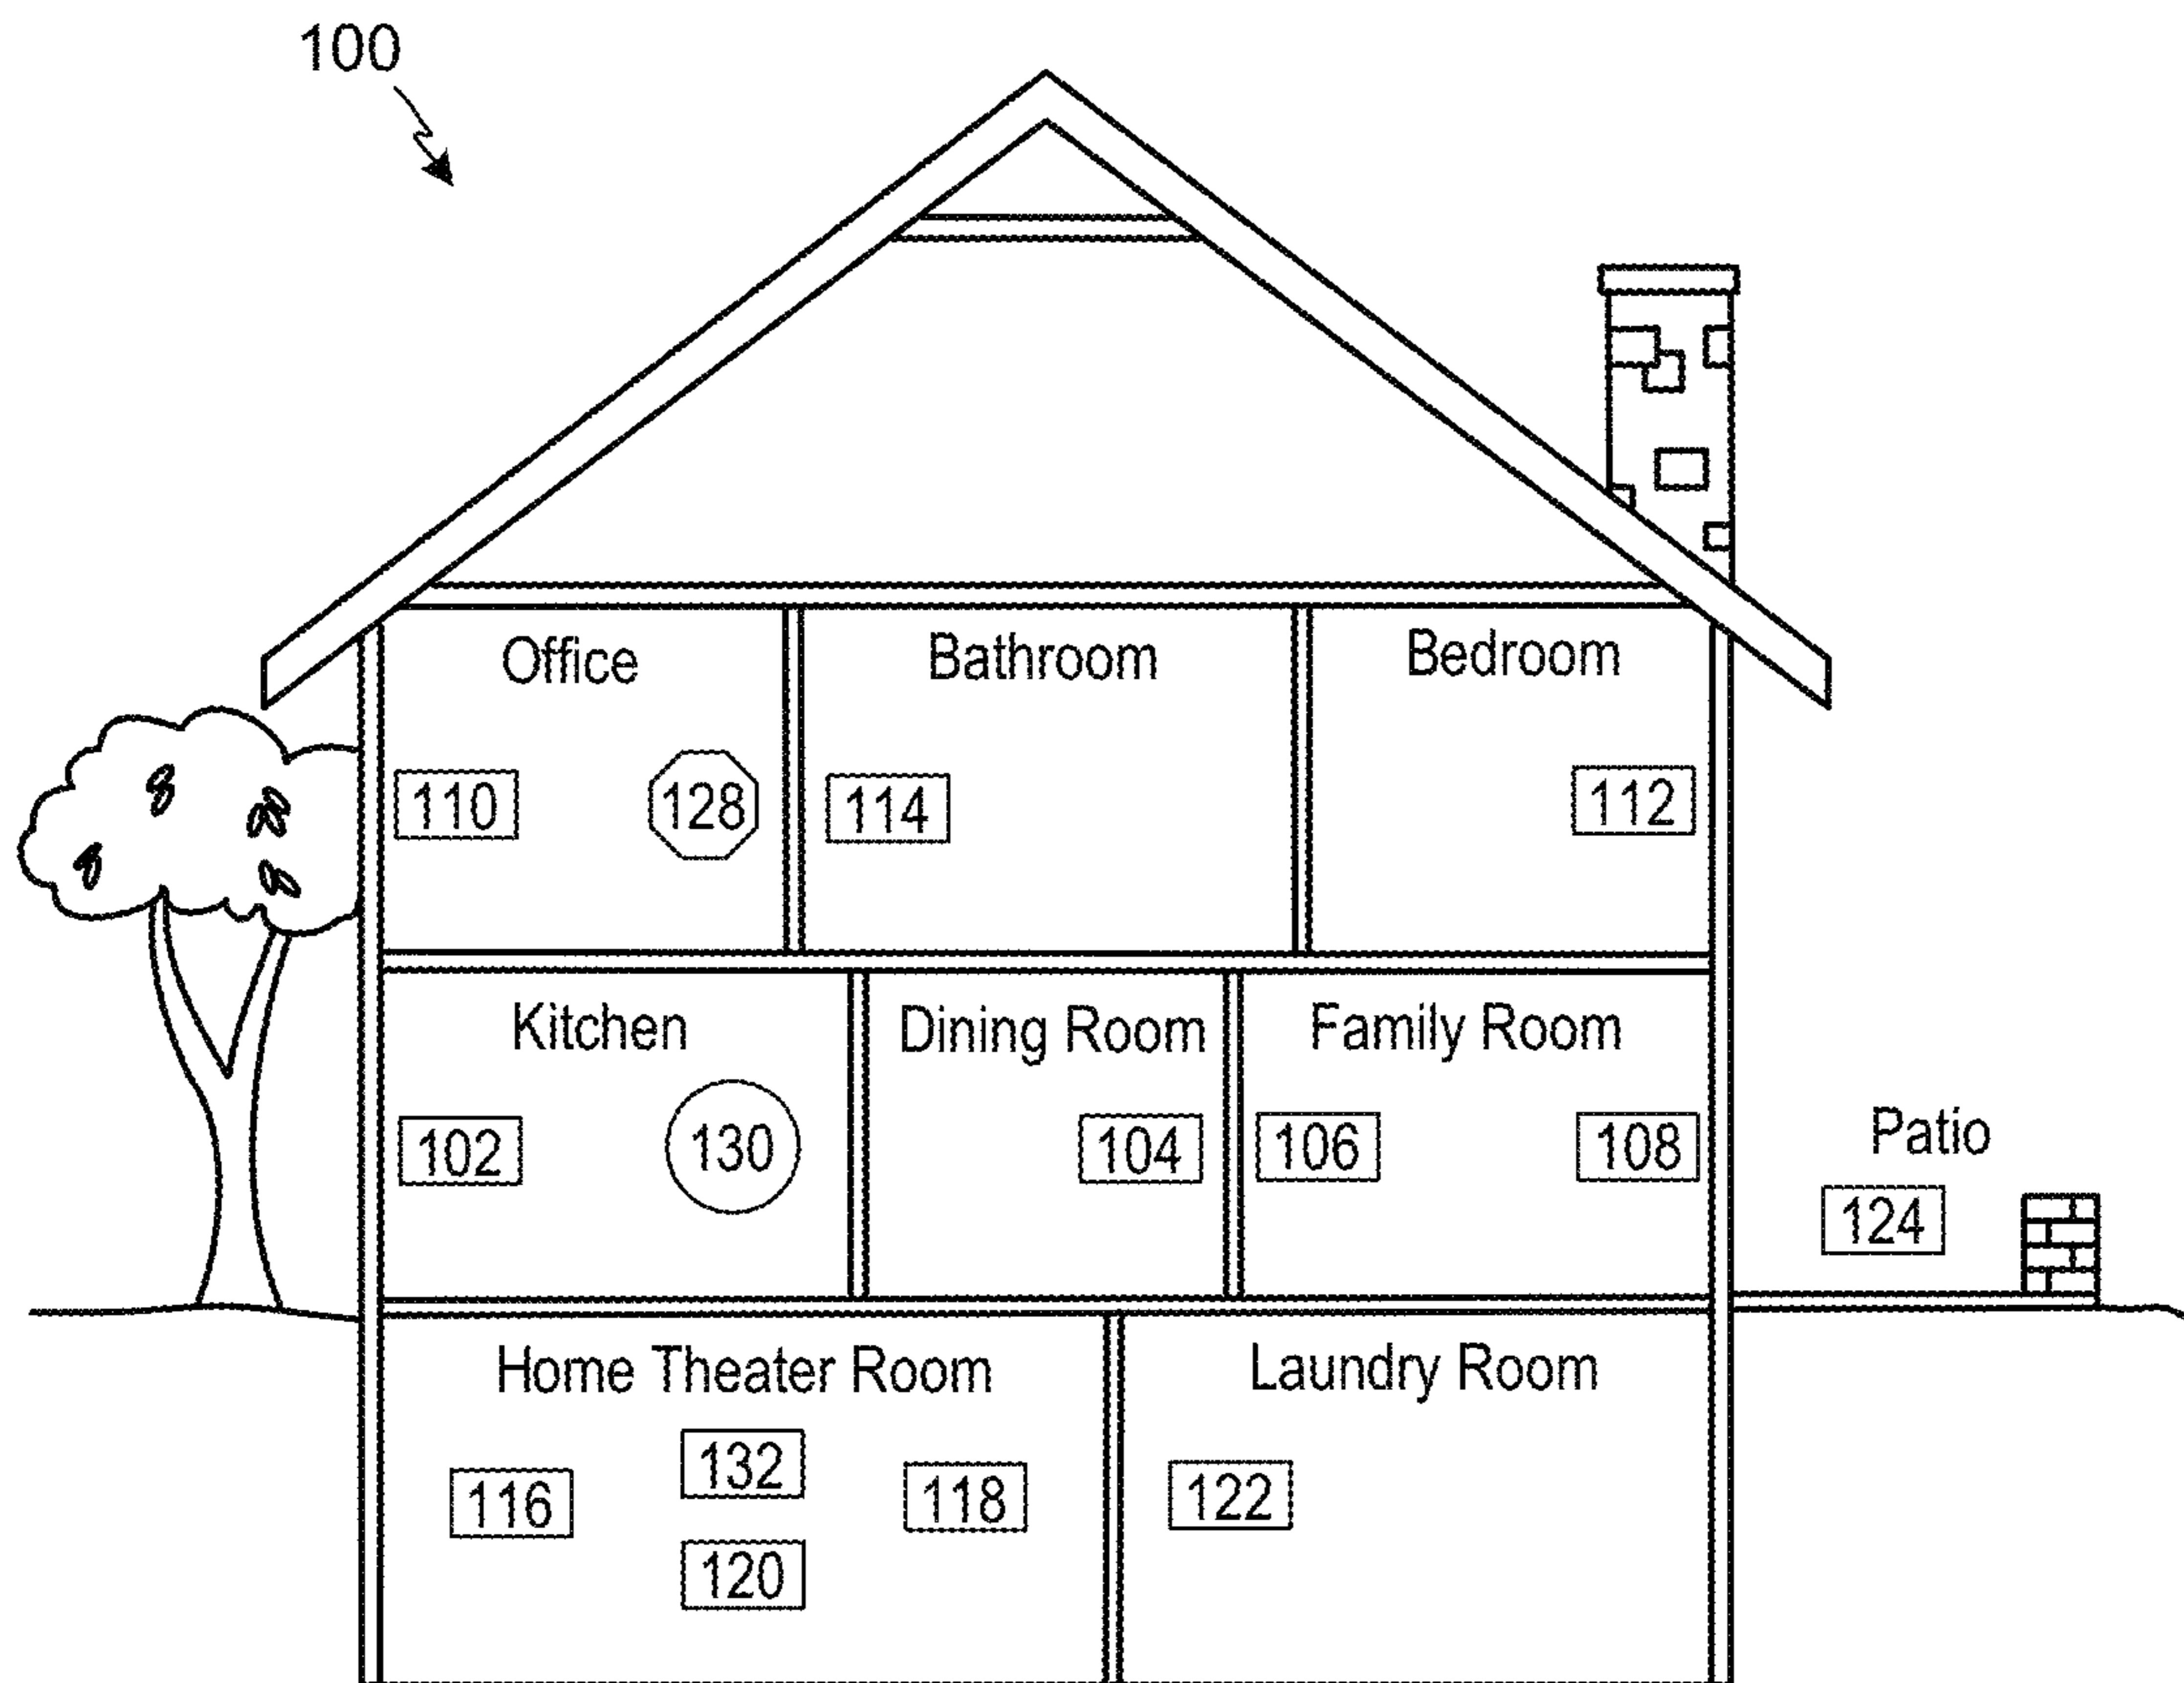 100
Office
Bathroom
Bedroom
110
128
114
112
Kitchen
Dining Room
Family Room
102
130
104
106
108
Patio
124
Home Theater Room
Laundry Room
116
132
118
120
122